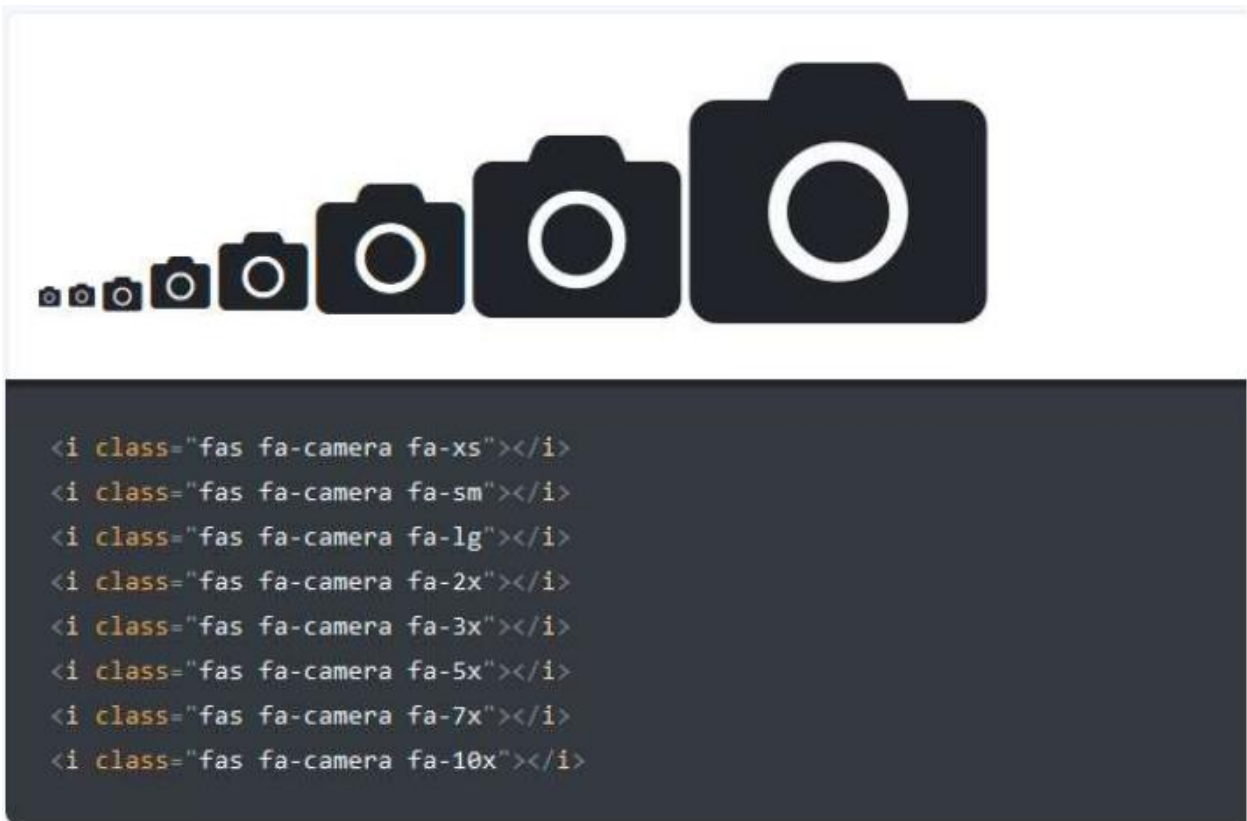 <i class="fas fa-camera fa-xs"></i>
<i class="fas fa-camera fa-sm"></i>
<i class="fas fa-camera fa-lg"></i>
<i class="fas fa-camera fa-2x"></i>
<i class="fas fa-camera fa-3x"></i>
<i class="fas fa-camera fa-5x"></i>
<i class="fas fa-camera fa-7x"></i>
<i class="fas fa-camera fa-10x"></i>